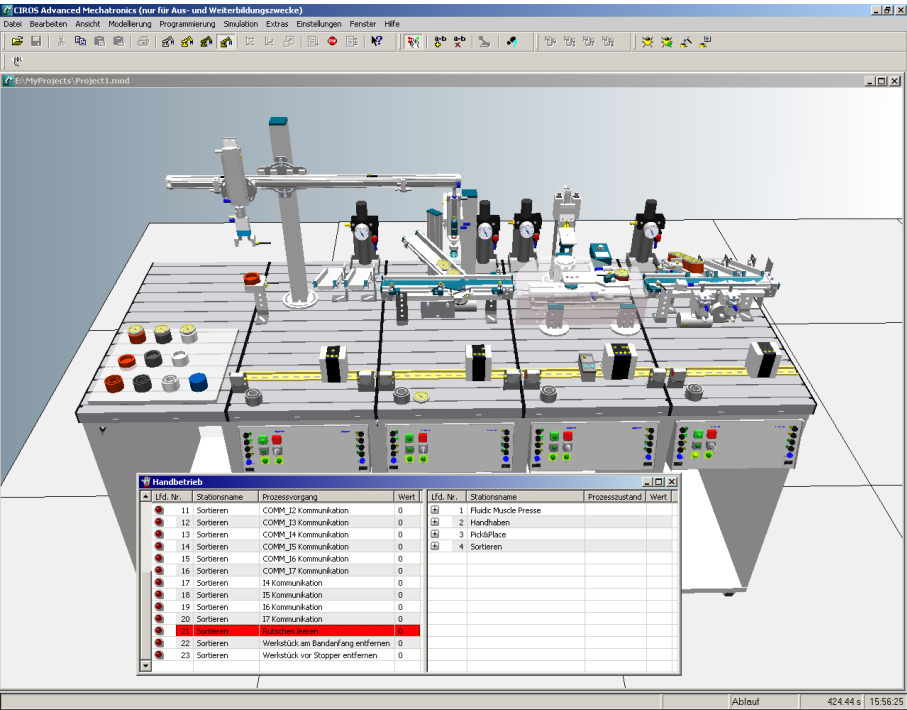 CIROS Advanced Mechatronics (nur für Aus- und Weiterbildungszwecke)
Datei Bearbeiten Ansicht Modellierung Programmierung Simulation Extras Einstellungen Fenster Hilfe
E:\MyProjects\Project1.mod
Handbetrieb
Lfd. Nr. Stationsname Prozessvorgang Wert Lfd. Nr. Stationsname Prozesszustand Wert
11 Sortieren COMM_I2 Kommunikation 0 1 Fluidic Muscle Presse
12 Sortieren COMM_I3 Kommunikation 0 2 Handhaben
13 Sortieren COMM_I4 Kommunikation 0 3 Pick&Place
14 Sortieren COMM_I5 Kommunikation 0 4 Sortieren
15 Sortieren COMM_I6 Kommunikation 0
16 Sortieren COMM_I7 Kommunikation 0
17 Sortieren I4 Kommunikation 0
18 Sortieren I5 Kommunikation 0
19 Sortieren I6 Kommunikation 0
20 Sortieren I7 Kommunikation 0
21 Sortieren Rutschen leeren 0
22 Sortieren Werkstück am Bandanfang entfernen 0
23 Sortieren Werkstück vor Stopper entfernen 0
Ablauf 424.44 s 15:56:25